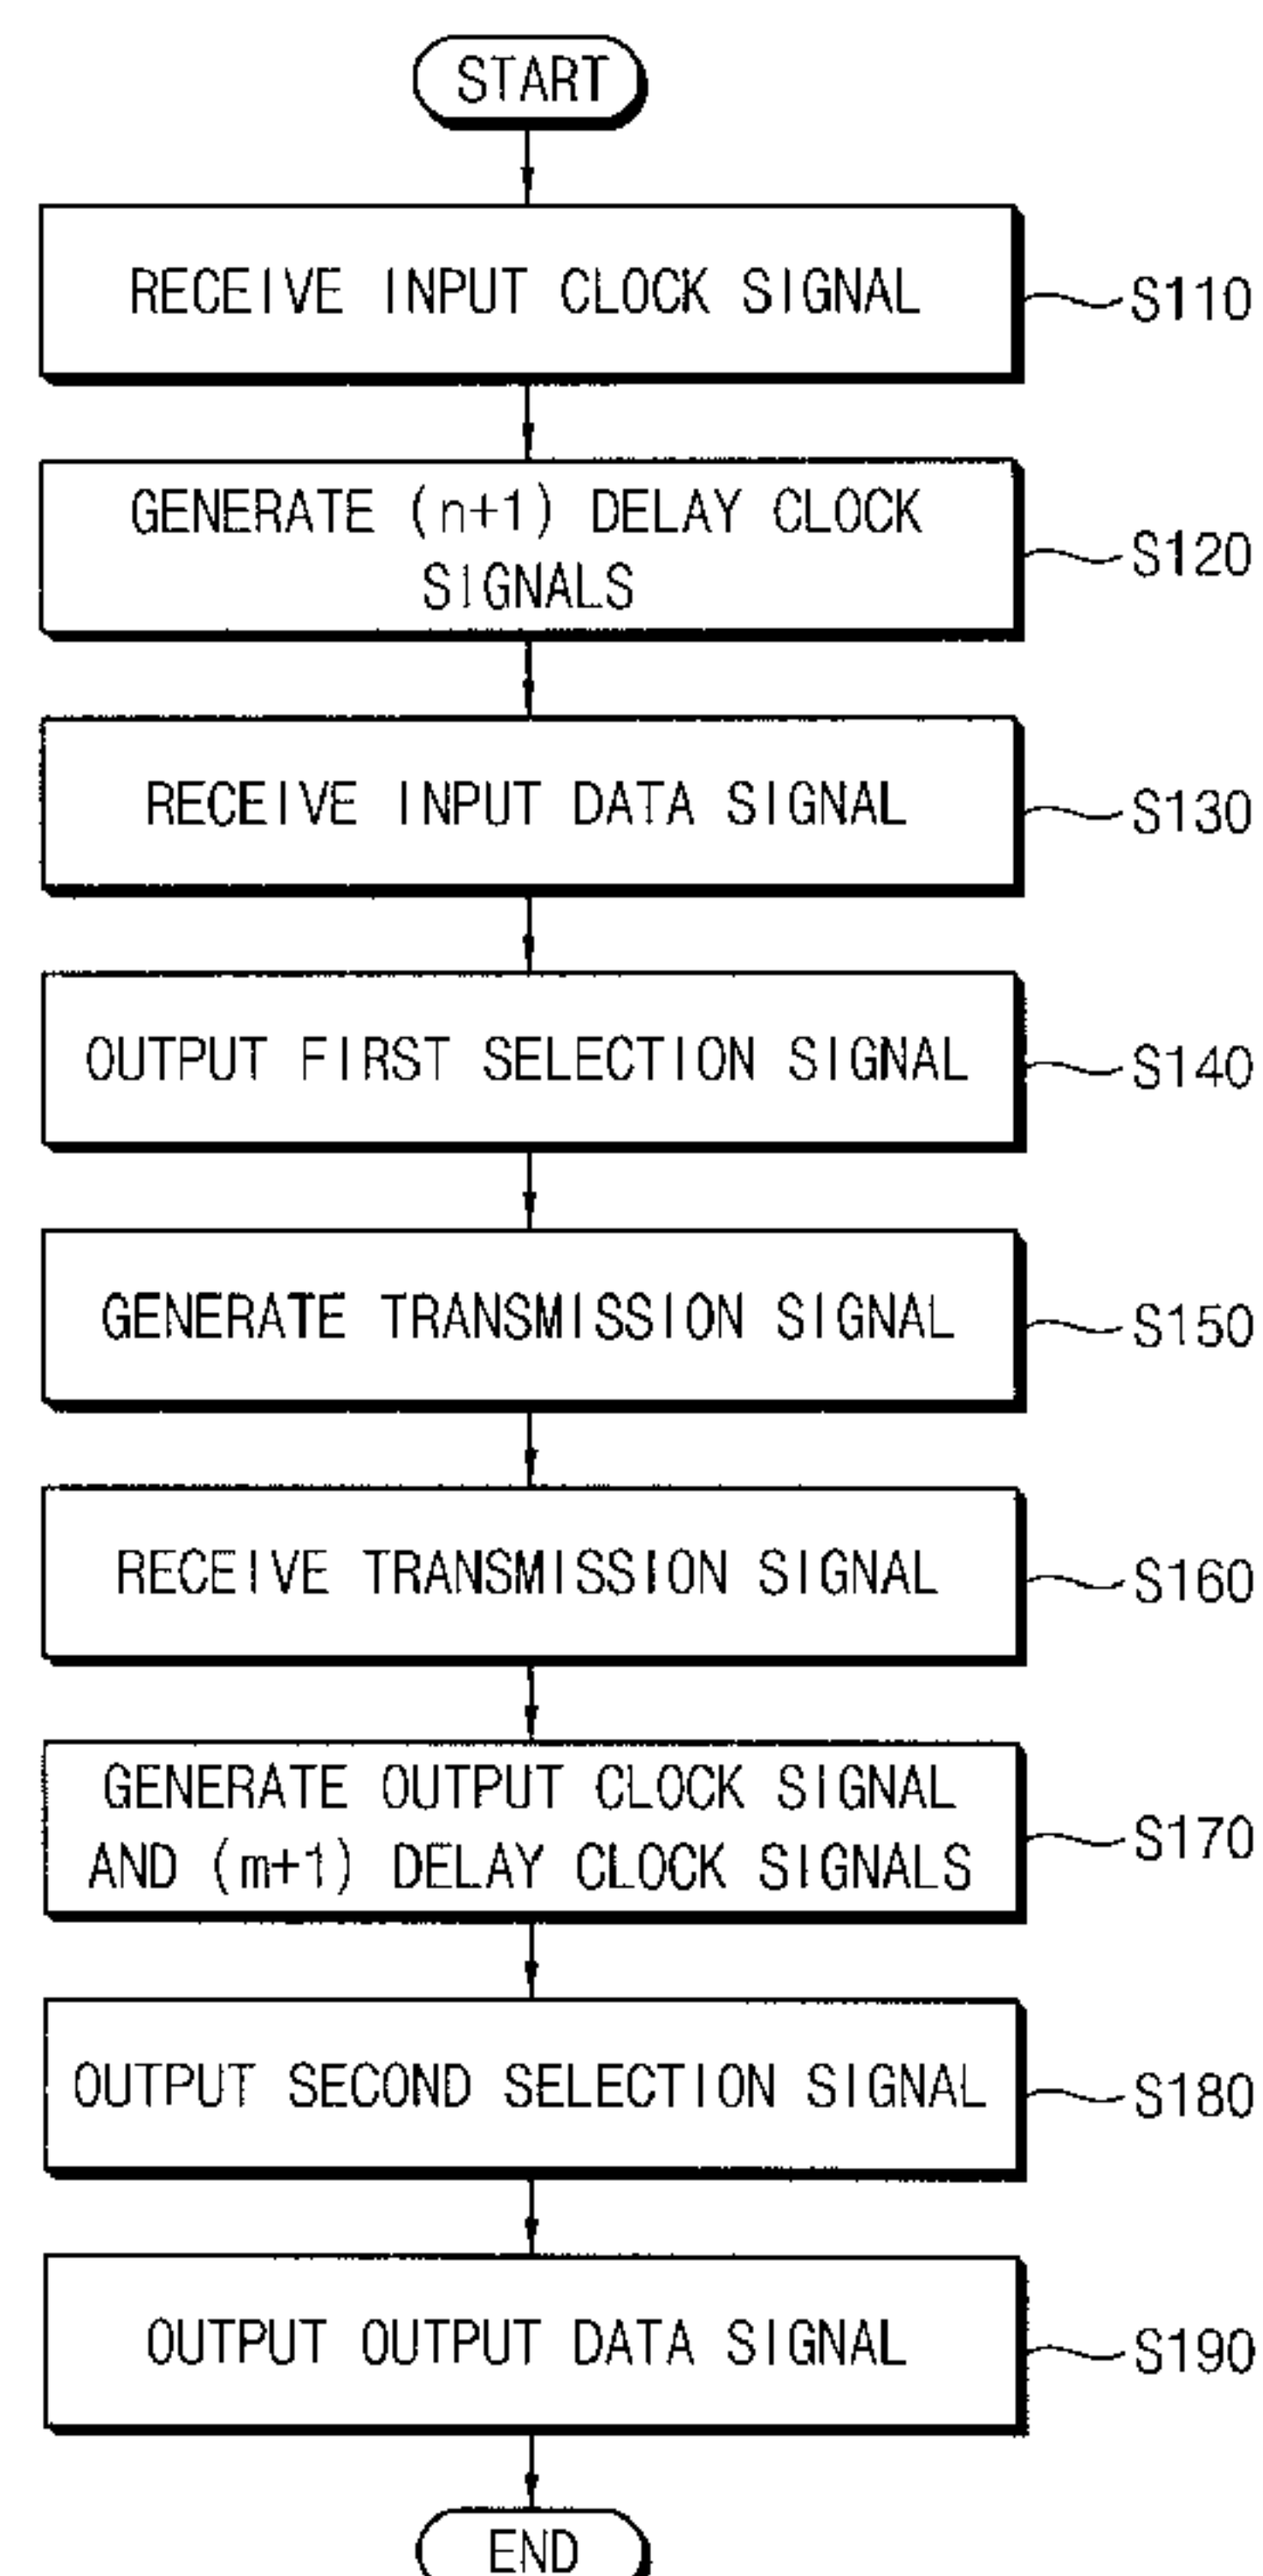 START
RECEIVE INPUT CLOCK SIGNAL
S110
GENERATE (n+1) DELAY CLOCK
SIGNALS
S120
RECEIVE INPUT DATA SIGNAL
S130
OUTPUT FIRST SELECTION SIGNAL
S140
GENERATE TRANSMISSION SIGNAL
S150
RECEIVE TRANSMISSION SIGNAL
S160
GENERATE OUTPUT CLOCK SIGNAL
AND (m+1) DELAY CLOCK SIGNALS
S170
OUTPUT SECOND SELECTION SIGNAL
S180
OUTPUT OUTPUT DATA SIGNAL
S190
END